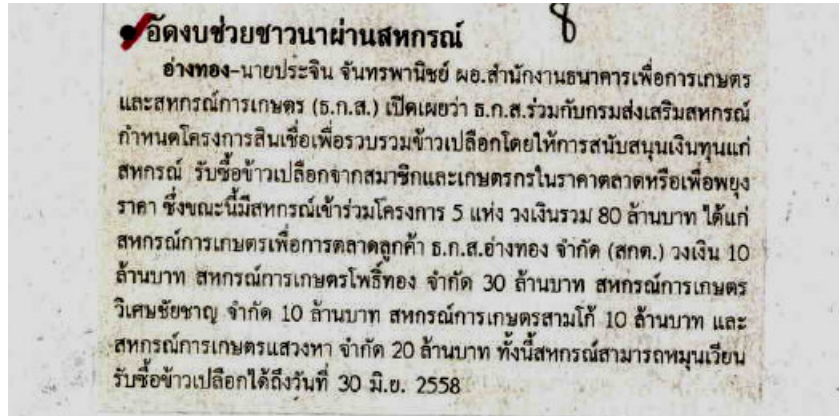 8
● อัดงบช่วยชาวนาผ่านสหกรณ์
อ่างทอง-นายประจิน จันทรพานิชย์ ผอ.สำนักงานธนาคารเพื่อการเกษตร
และสหกรณ์การเกษตร (ธ.ก.ส.) เปิดเผยว่า ธ.ก.ส.ร่วมกับกรมส่งเสริมสหกรณ์
กำหนดโครงการสินเชื่อเพื่อรวบรวมข้าวเปลือกโดยให้การสนับสนุนเงินทุนแก่
สหกรณ์ รับซื้อข้าวเปลือกจากสมาชิกและเกษตรกรในราคาตลาดหรือเพื่อพยุง
ราคา ซึ่งขณะนี้มีสหกรณ์เข้าร่วมโครงการ 5 แห่ง วงเงินรวม 80 ล้านบาท ได้แก่
สหกรณ์การเกษตรเพื่อการตลาดลูกค้า ธ.ก.ส.อ่างทอง จำกัด (สกต.) วงเงิน 10
ล้านบาท สหกรณ์การเกษตรโพธิ์ทอง จำกัด 30 ล้านบาท สหกรณ์การเกษตร
วิเศษชัยชาญ จำกัด 10 ล้านบาท สหกรณ์การเกษตรสามโก้ 10 ล้านบาท และ
สหกรณ์การเกษตรแสวงหา จำกัด 20 ล้านบาท ทั้งนี้สหกรณ์สามารถหมุนเวียน
รับซื้อข้าวเปลือกได้ถึงวันที่ 30 มิ.ย. 2558